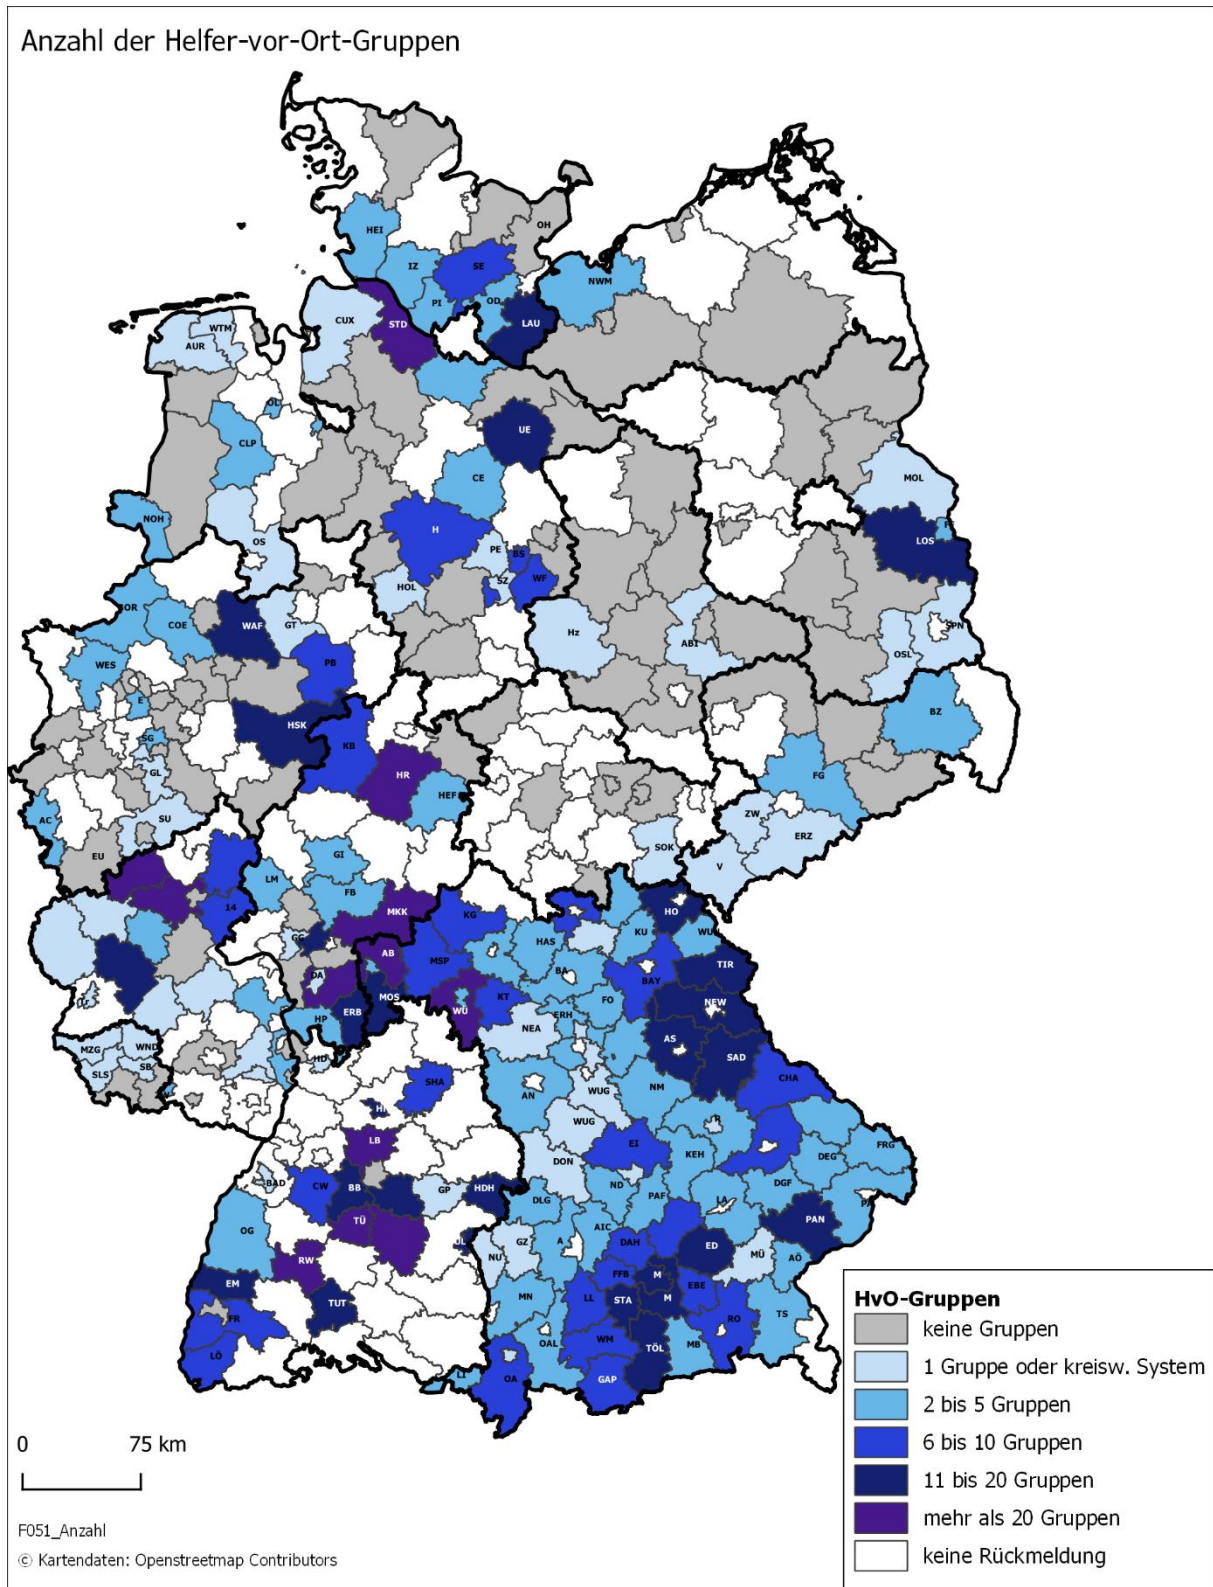 Anzahl der Helfer-vor-Ort-Gruppen
OH
HEI
IZ
SE
NWM
PI
OD
LAU
CUX
STD
WTM
AUR
OL
UE
CLP
CE
MOL
NOH
H
LOS
OS
PE
BS
SZ
WF
HOL
COE
WAF
GT
Hz
ABI
SPN
OSL
WES
PB
E
HSK
BZ
SG
KB
GL
HR
FG
HEF
AC
SU
ZW
ERZ
EU
SOK
V
GI
LM
FB
14
MKK
KG
HO
KU
WU
GG
HAS
AB
MSP
BA
TIR
DA
BAY
MOS
KT
NEW
WÜ
FO
ERB
HP
ERH
NEA
AS
SAD
MZG
WND
HD
SB
SLS
SHA
CHA
NM
AN
WUG
WUG
LB
EI
KEH
FRG
DEG
DON
BAD
CW
BB
GP
HDH
ND
DGF
DLG
PAF
LA
PAN
OG
TÜ
AIC
A
GZ
DAH
ED
NU
MÜ
AÖ
RW
EM
FFB
M
EBE
TUT
MN
LL
STA
M
FR
RO
TS
OAL
WM
MB
LÖ
TÖL
LI
OA
GAP
HvO-Gruppen
keine Gruppen
1 Gruppe oder kreisw. System
2 bis 5 Gruppen
6 bis 10 Gruppen
11 bis 20 Gruppen
mehr als 20 Gruppen
keine Rückmeldung
0 75 km
F051_Anzahl
© Kartendaten: Openstreetmap Contributors